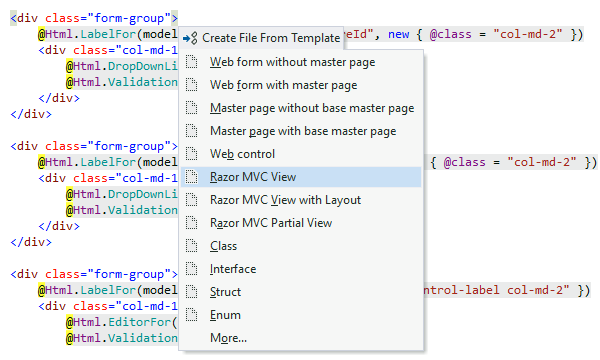 <div class="form-group">
@Html.LabelFor(model eId", new { @class = "col-md-2" })
<div class="col-md-1
@Html.DropDownLi
@Html.Validation
</div>
</div>
<div class="form-group">
@Html.LabelFor(model { @class = "col-md-2" })
<div class="col-md-1
@Html.DropDownLi
@Html.Validation
</div>
</div>
<div class="form-group">
@Html.LabelFor(model ntrol-label col-md-2" })
<div class="col-md-1
@Html.EditorFor(
@Html.Validation
Create File From Template
Web form without master page
Web form with master page
Master page without base master page
Master page with base master page
Web control
Razor MVC View
Razor MVC View with Layout
Razor MVC Partial View
Class
Interface
Struct
Enum
More...